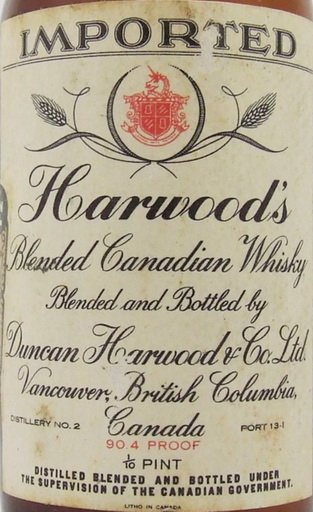 IMPORTED
Harwood's
Blended Canadian Whisky
Blended and Bottled by
Duncan Harwood & Co. Ltd.
Vancouver, British Columbia,
DISTILLERY NO. 2 Canada PORT 13-1
90.4 PROOF
1/10 PINT
DISTILLED BLENDED AND BOTTLED UNDER
THE SUPERVISION OF THE CANADIAN GOVERNMENT.
LITHO IN CANADA